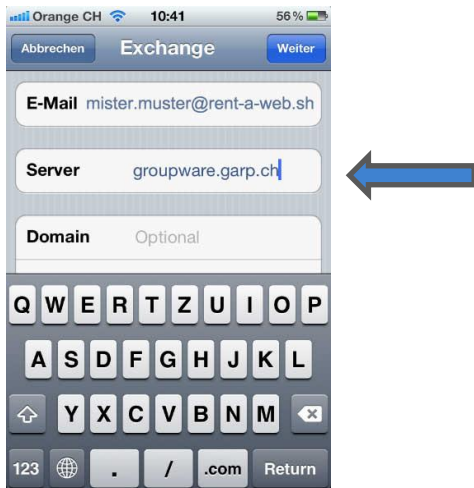 Orange CH 10:41 56%
Abbrechen Exchange Weiter
E-Mail mister.muster@rent-a-web.sh
Server groupware.garp.ch
Domain Optional
Q W E R T Z U I O P
A S D F G H J K L
Y X C V B N M
123 . / .com Return